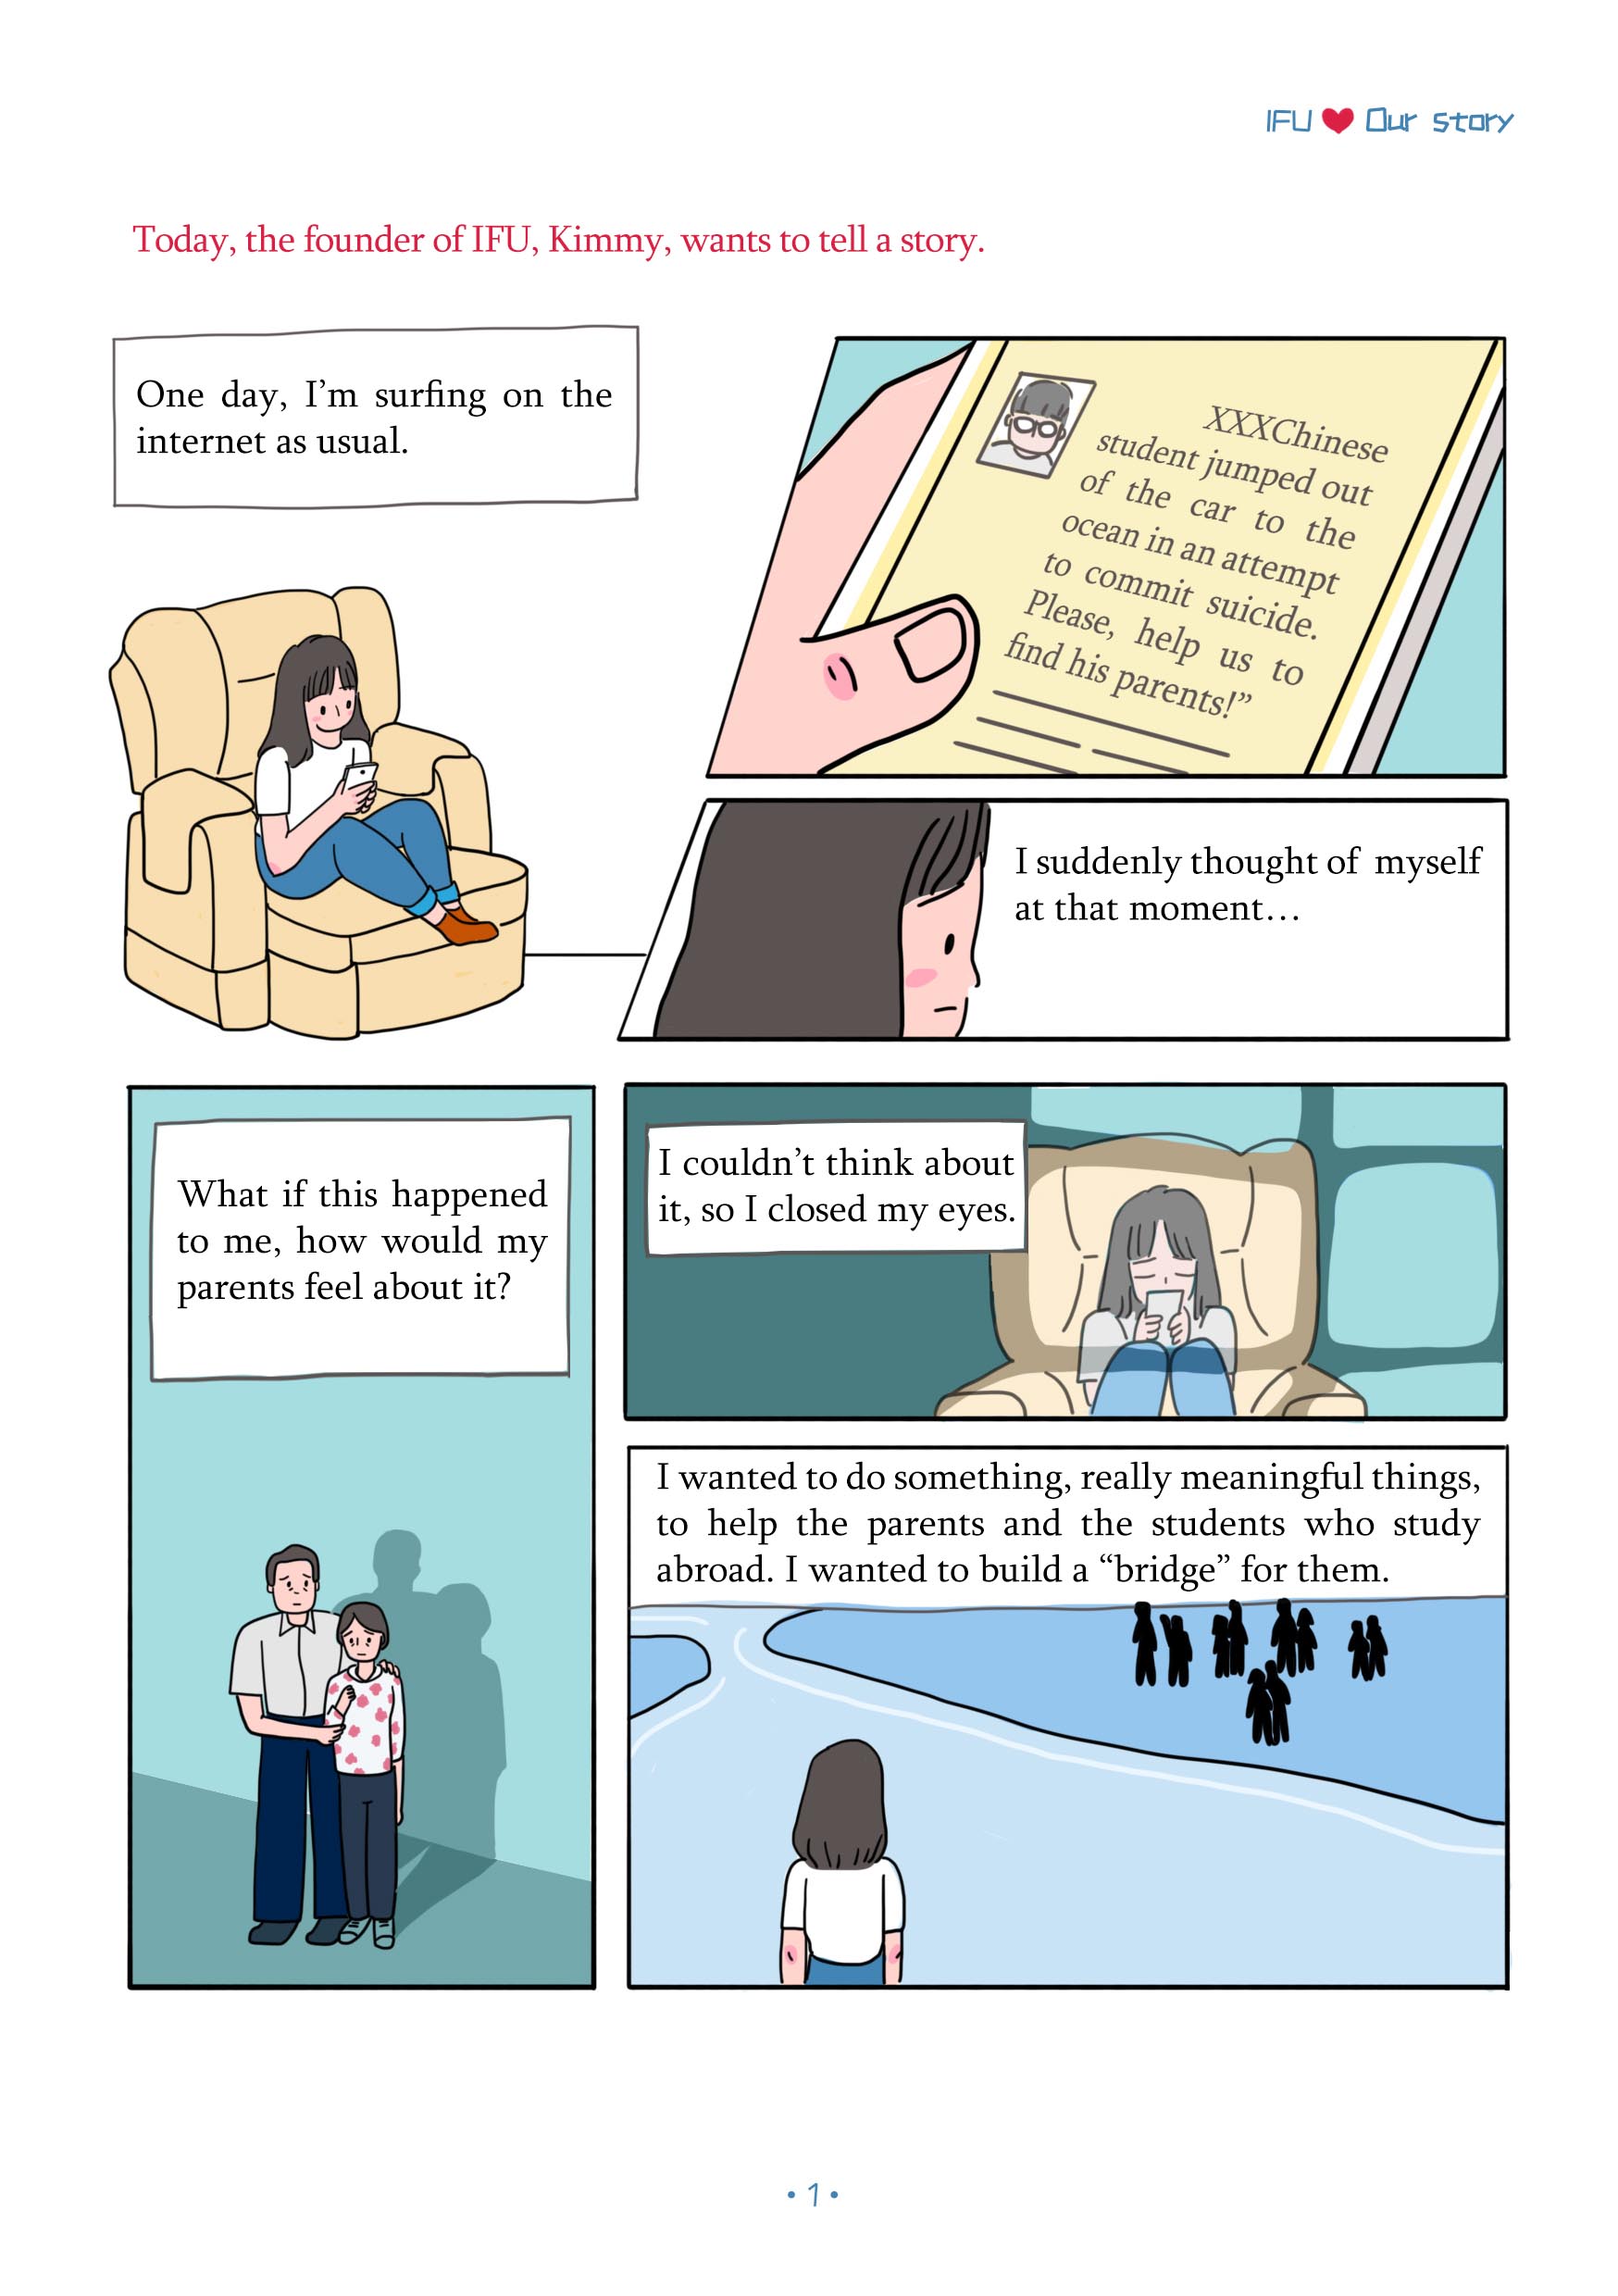 IFU Our story
Today, the founder of IFU, Kimmy, wants to tell a story.
One day, I'm surfing on the
internet as usual.
XXXChinese
student jumped out
of the car to the
ocean in an attempt
to commit suicide.
Please, help us to
find his parents!”
I suddenly thought of myself
at that moment…
What if this happened
to me, how would my
parents feel about it?
I couldn't think about
it, so I closed my eyes.
I wanted to do something, really meaningful things,
to help the parents and the students who study
abroad. I wanted to build a “bridge” for them.
• 1 •